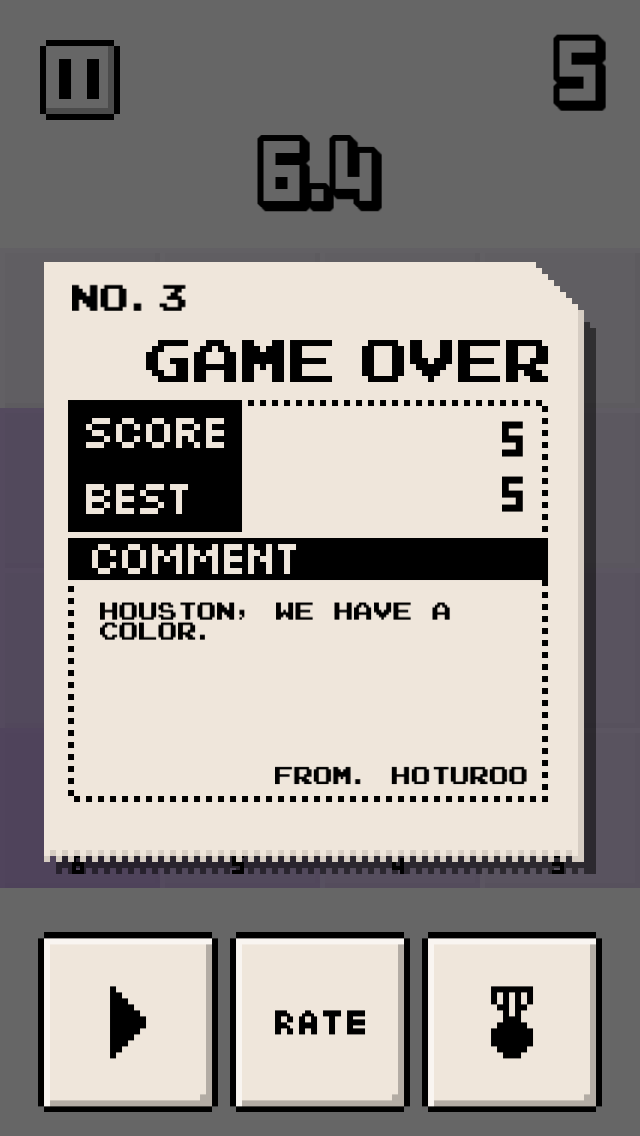 5
6.4
NO. 3
GAME OVER
SCORE 5
BEST 5
COMMENT
HOUSTON, WE HAVE A
COLOR.
FROM. HOTUROO
RATE